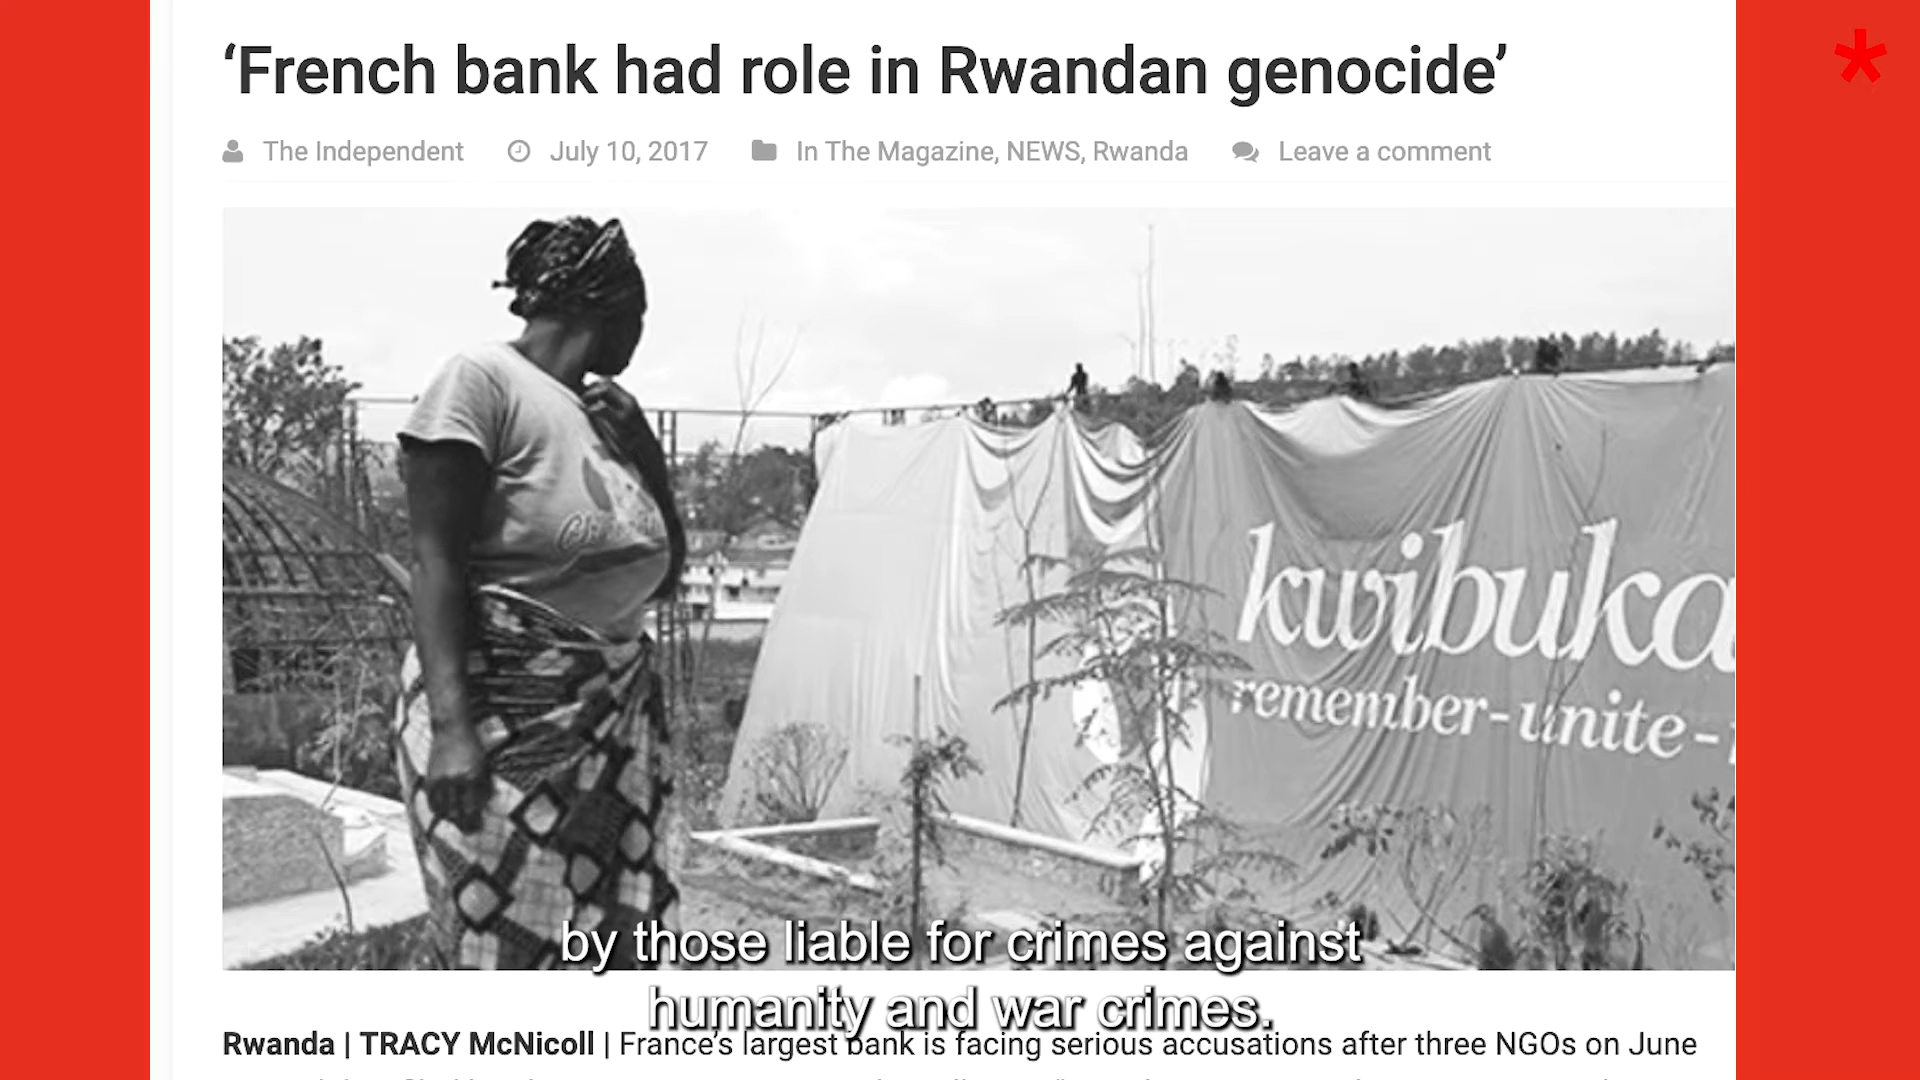 ‘French bank had role in Rwandan genocide’
The Independent July 10, 2017 In The Magazine, NEWS, Rwanda Leave a comment
kwibuka
remember-unite-
by those liable for crimes against
humanity and war crimes.
Rwanda | TRACY McNicoll | France’s largest bank is facing serious accusations after three NGOs on June